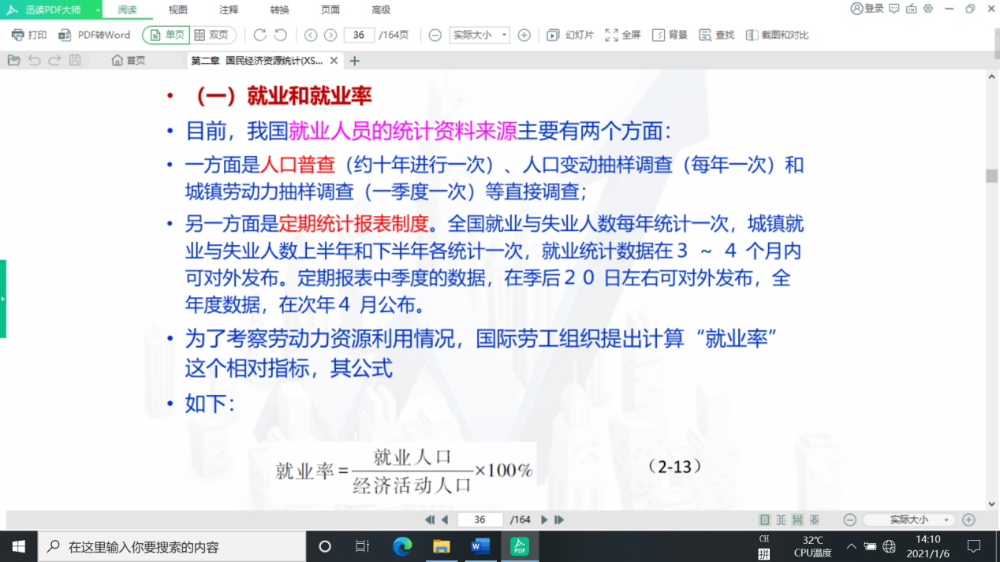 迅读PDF大师 阅读 视图 注释 转换 页面 高级 登录
打印 PDF转Word 单页 双页 36 /164页 实际大小 幻灯片 全屏 背景 查找 截图和对比
首页 第二章 国民经济资源统计(XS...
• （一）就业和就业率
• 目前，我国就业人员的统计资料来源主要有两个方面：
• 一方面是人口普查（约十年进行一次）、人口变动抽样调查（每年一次）和
城镇劳动力抽样调查（一季度一次）等直接调查；
• 另一方面是定期统计报表制度。全国就业与失业人数每年统计一次，城镇就
业与失业人数上半年和下半年各统计一次，就业统计数据在３ ～ ４ 个月内
可对外发布。定期报表中季度的数据，在季后２０ 日左右可对外发布，全
年度数据，在次年４ 月公布。
• 为了考察劳动力资源利用情况，国际劳工组织提出计算“就业率”
这个相对指标，其公式
• 如下：
就业人口
就业率=———×100% （2-13）
经济活动人口
36 /164 实际大小
在这里输入你要搜索的内容
CH
拼
32℃
CPU温度
14:10
2021/1/6